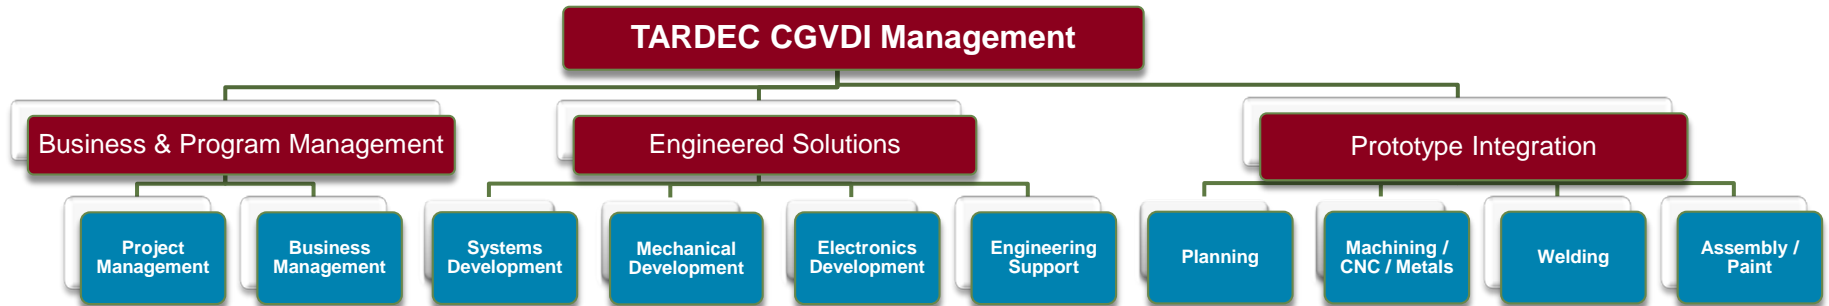 TARDEC CGVDI Management
Business & Program Management
Engineered Solutions
Prototype Integration
Project
Management
Business
Management
Systems
Development
Mechanical
Development
Electronics
Development
Engineering
Support
Planning
Machining /
CNC / Metals
Welding
Assembly /
Paint